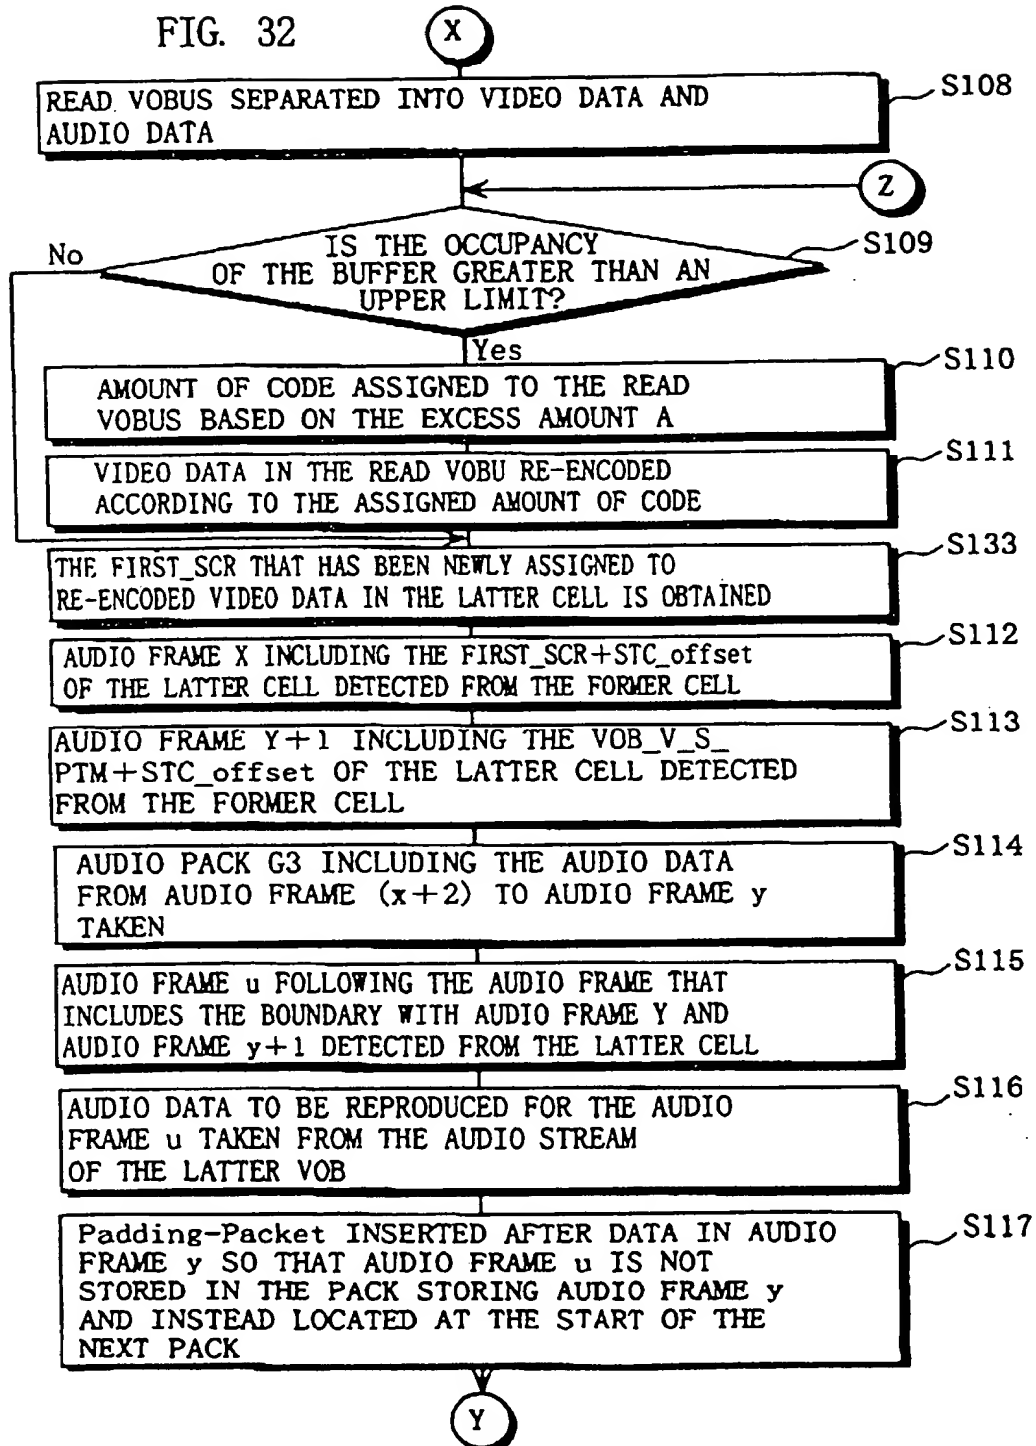 FIG. 32
X
READ VOBUS SEPARATED INTO VIDEO DATA AND
AUDIO DATA
S108
Z
No
IS THE OCCUPANCY
OF THE BUFFER GREATER THAN AN
UPPER LIMIT?
S109
Yes
AMOUNT OF CODE ASSIGNED TO THE READ
VOBUS BASED ON THE EXCESS AMOUNT A
S110
VIDEO DATA IN THE READ VOBU RE-ENCODED
ACCORDING TO THE ASSIGNED AMOUNT OF CODE
S111
THE FIRST_SCR THAT HAS BEEN NEWLY ASSIGNED TO
RE-ENCODED VIDEO DATA IN THE LATTER CELL IS OBTAINED
S133
AUDIO FRAME X INCLUDING THE FIRST_SCR+STC_offset
OF THE LATTER CELL DETECTED FROM THE FORMER CELL
S112
AUDIO FRAME Y+1 INCLUDING THE VOB_V_S_
PTM+STC_offset OF THE LATTER CELL DETECTED
FROM THE FORMER CELL
S113
AUDIO PACK G3 INCLUDING THE AUDIO DATA
FROM AUDIO FRAME (x+2) TO AUDIO FRAME y
TAKEN
S114
AUDIO FRAME u FOLLOWING THE AUDIO FRAME THAT
INCLUDES THE BOUNDARY WITH AUDIO FRAME Y AND
AUDIO FRAME y+1 DETECTED FROM THE LATTER CELL
S115
AUDIO DATA TO BE REPRODUCED FOR THE AUDIO
FRAME u TAKEN FROM THE AUDIO STREAM
OF THE LATTER VOB
S116
Padding-Packet INSERTED AFTER DATA IN AUDIO
FRAME y SO THAT AUDIO FRAME u IS NOT
STORED IN THE PACK STORING AUDIO FRAME y
AND INSTEAD LOCATED AT THE START OF THE
NEXT PACK
S117
Y